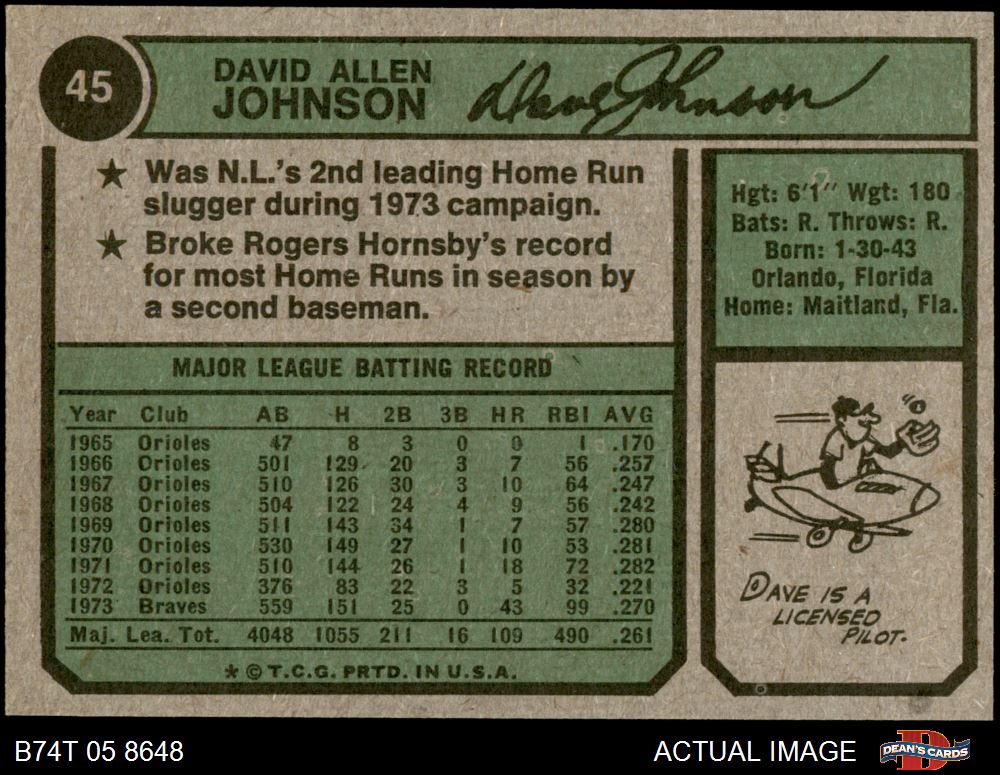 45
DAVID ALLEN
JOHNSON
Dave Johnson
★ Was N.L.'s 2nd leading Home Run
slugger during 1973 campaign.
★ Broke Rogers Hornsby's record
for most Home Runs in season by
a second baseman.
Hgt: 6'1" Wgt: 180
Bats: R. Throws: R.
Born: 1-30-43
Orlando, Florida
Home: Maitland, Fla.
MAJOR LEAGUE BATTING RECORD
Year Club AB H 2B 3B HR RBI AVG
1965 Orioles 47 8 3 0 0 1 .170
1966 Orioles 501 129 20 3 7 56 .257
1967 Orioles 510 126 30 3 10 64 .247
1968 Orioles 504 122 24 4 9 56 .242
1969 Orioles 511 143 34 1 7 57 .280
1970 Orioles 530 149 27 1 10 53 .281
1971 Orioles 510 144 26 1 18 72 .282
1972 Orioles 376 83 22 3 5 32 .221
1973 Braves 559 151 25 0 43 99 .270
Maj. Lea. Tot. 4048 1055 211 16 109 490 .261
* © T.C.G. PRTD. IN U.S.A.
DAVE IS A
LICENSED
PILOT.
B74T 05 8648
ACTUAL IMAGE
DEAN'S CARDS